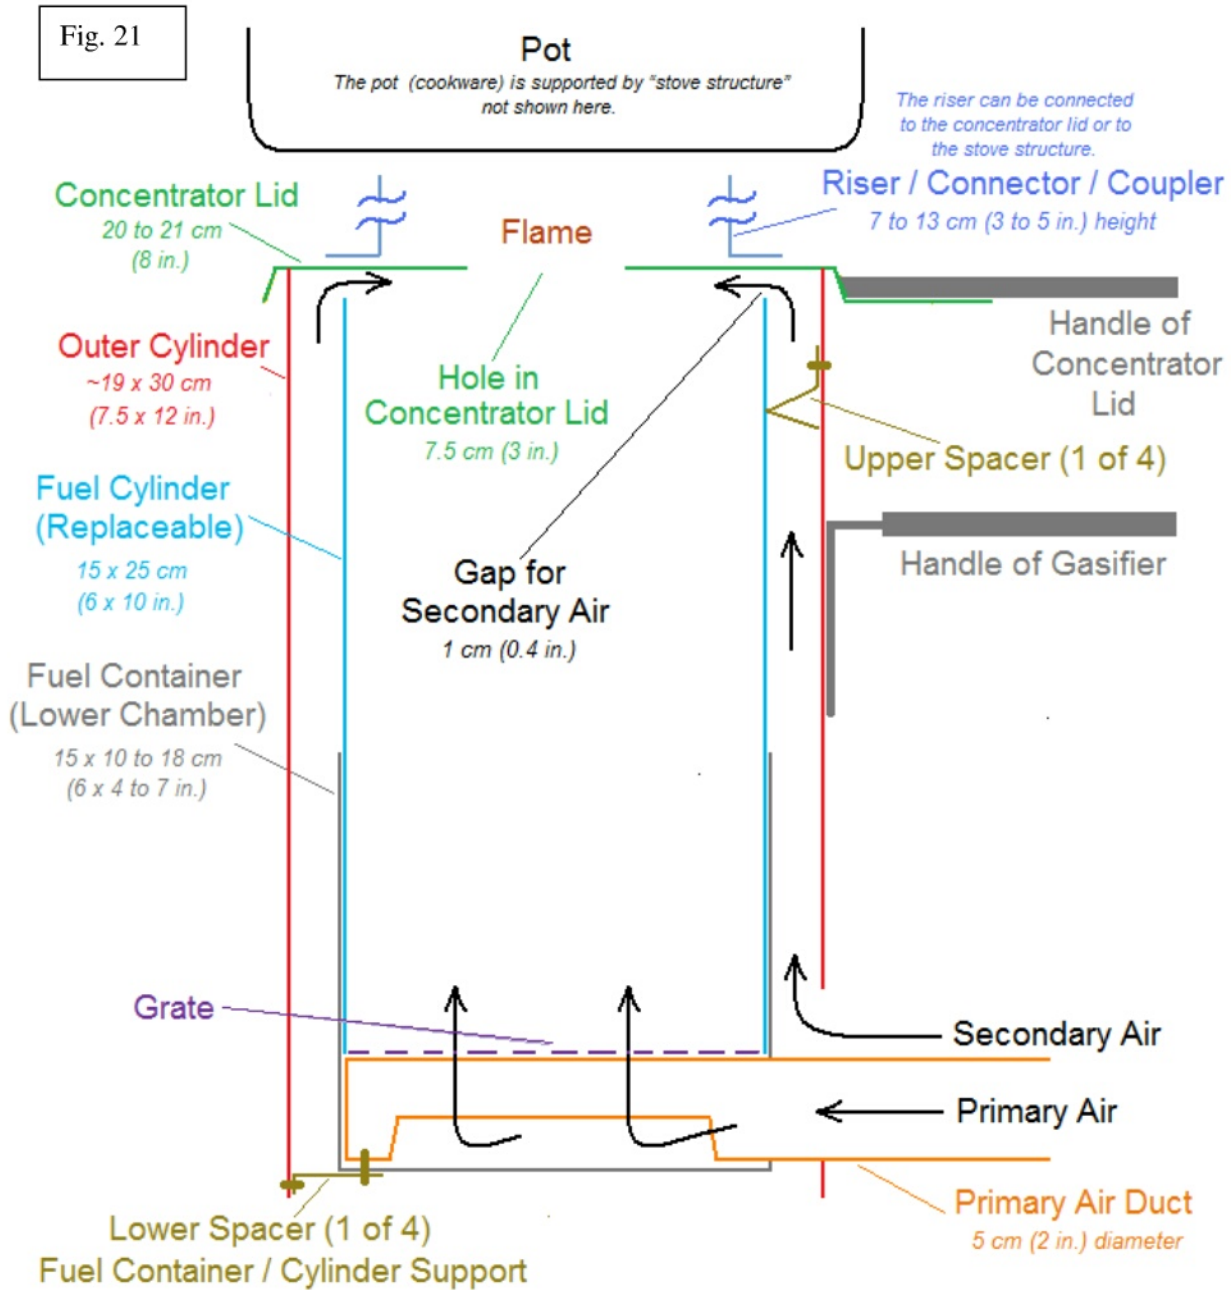 Fig. 21
Pot
The pot (cookware) is supported by "stove structure"
not shown here.
The riser can be connected
to the concentrator lid or to
the stove structure.
Riser / Connector / Coupler
7 to 13 cm (3 to 5 in.) height
Concentrator Lid
20 to 21 cm
(8 in.)
Flame
Handle of
Concentrator
Lid
Outer Cylinder
~19 x 30 cm
(7.5 x 12 in.)
Hole in
Concentrator Lid
7.5 cm (3 in.)
Upper Spacer (1 of 4)
Fuel Cylinder
(Replaceable)
15 x 25 cm
(6 x 10 in.)
Gap for
Secondary Air
1 cm (0.4 in.)
Handle of Gasifier
Fuel Container
(Lower Chamber)
15 x 10 to 18 cm
(6 x 4 to 7 in.)
Grate
Secondary Air
Primary Air
Primary Air Duct
5 cm (2 in.) diameter
Lower Spacer (1 of 4)
Fuel Container / Cylinder Support